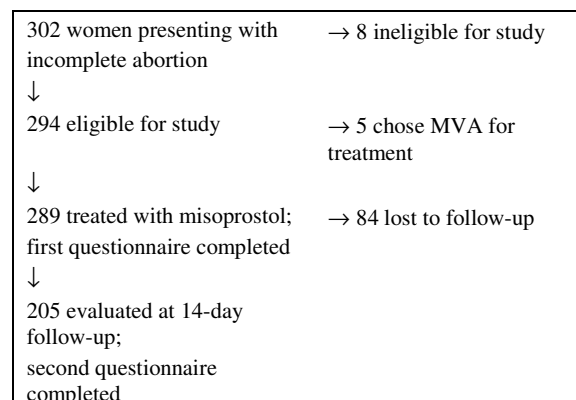 302 women presenting with → 8 ineligible for study
incomplete abortion
↓
294 eligible for study → 5 chose MVA for
treatment
↓
289 treated with misoprostol; → 84 lost to follow-up
first questionnaire completed
↓
205 evaluated at 14-day
follow-up;
second questionnaire
completed